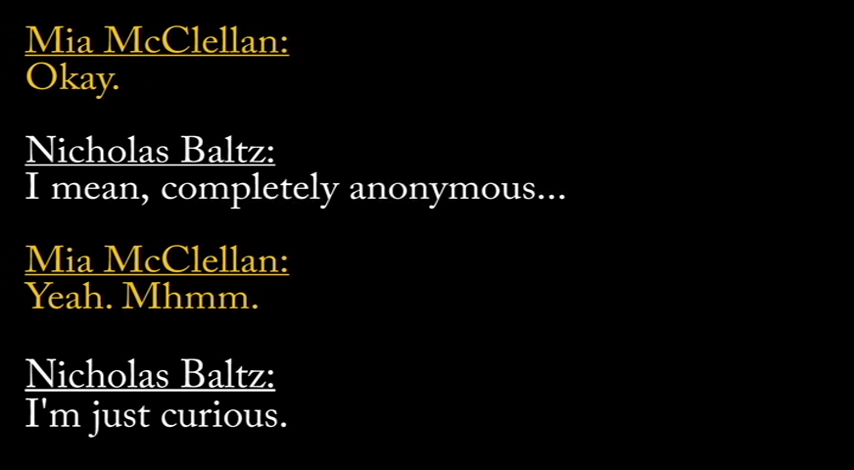 Mia McClellan:
Okay.
Nicholas Baltz:
I mean, completely anonymous...
Mia McClellan:
Yeah. Mhmm.
Nicholas Baltz:
I'm just curious.